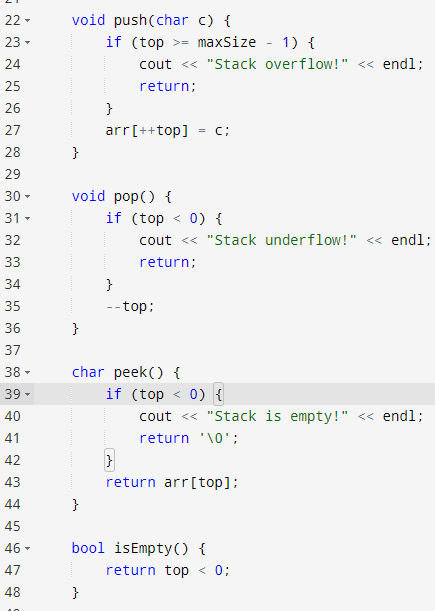 22 void push(char c) {
23 if (top >= maxSize - 1) {
24 cout << "Stack overflow!" << endl;
25 return;
26 }
27 arr[++top] = c;
28 }
29
30 void pop() {
31 if (top < 0) {
32 cout << "Stack underflow!" << endl;
33 return;
34 }
35 --top;
36 }
37
38 char peek() {
39 if (top < 0) {
40 cout << "Stack is empty!" << endl;
41 return '\0';
42 }
43 return arr[top];
44 }
45
46 bool isEmpty() {
47 return top < 0;
48 }